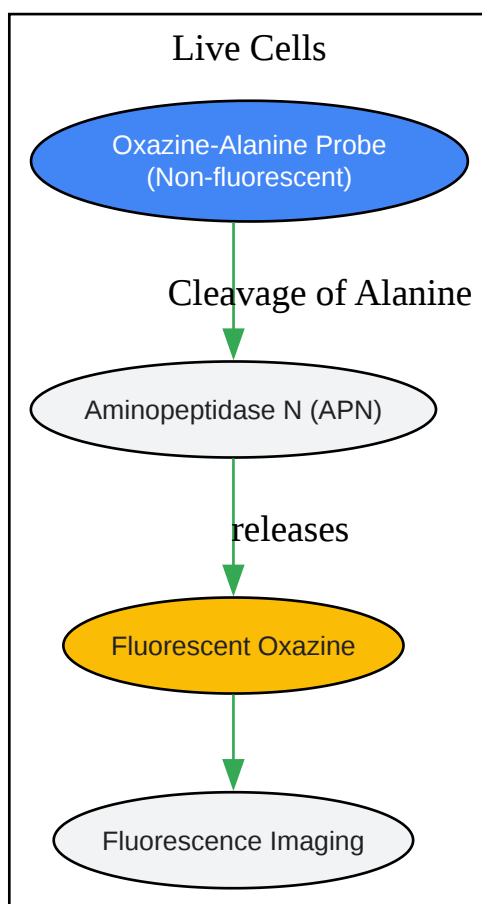 Live Cells
Oxazine-Alanine Probe
(Non-fluorescent)
Cleavage of Alanine
Aminopeptidase N (APN)
releases
Fluorescent Oxazine
Fluorescence Imaging